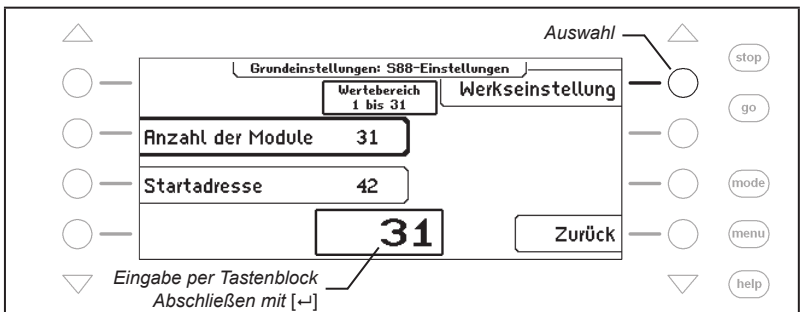 Auswahl
stop
Grundeinstellungen: S88-Einstellungen
Wertebereich
1 bis 31
Werkseinstellung
go
Anzahl der Module 31
Startadresse 42
mode
31
Zurück
menu
Eingabe per Tastenblock
Abschließen mit [↵]
help